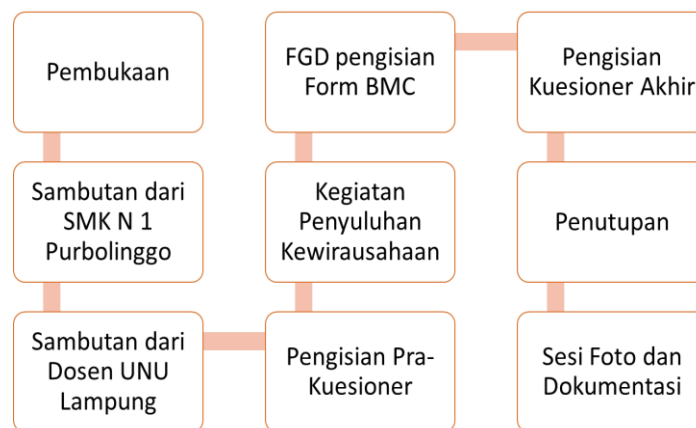 Pembukaan
Sambutan dari
SMK N 1
Purbolinggo
Sambutan dari
Dosen UNU
Lampung
Pengisian Pra-
Kuesioner
Kegiatan
Penyuluhan
Kewirausahaan
FGD pengisian
Form BMC
Pengisian
Kuesioner Akhir
Penutupan
Sesi Foto dan
Dokumentasi